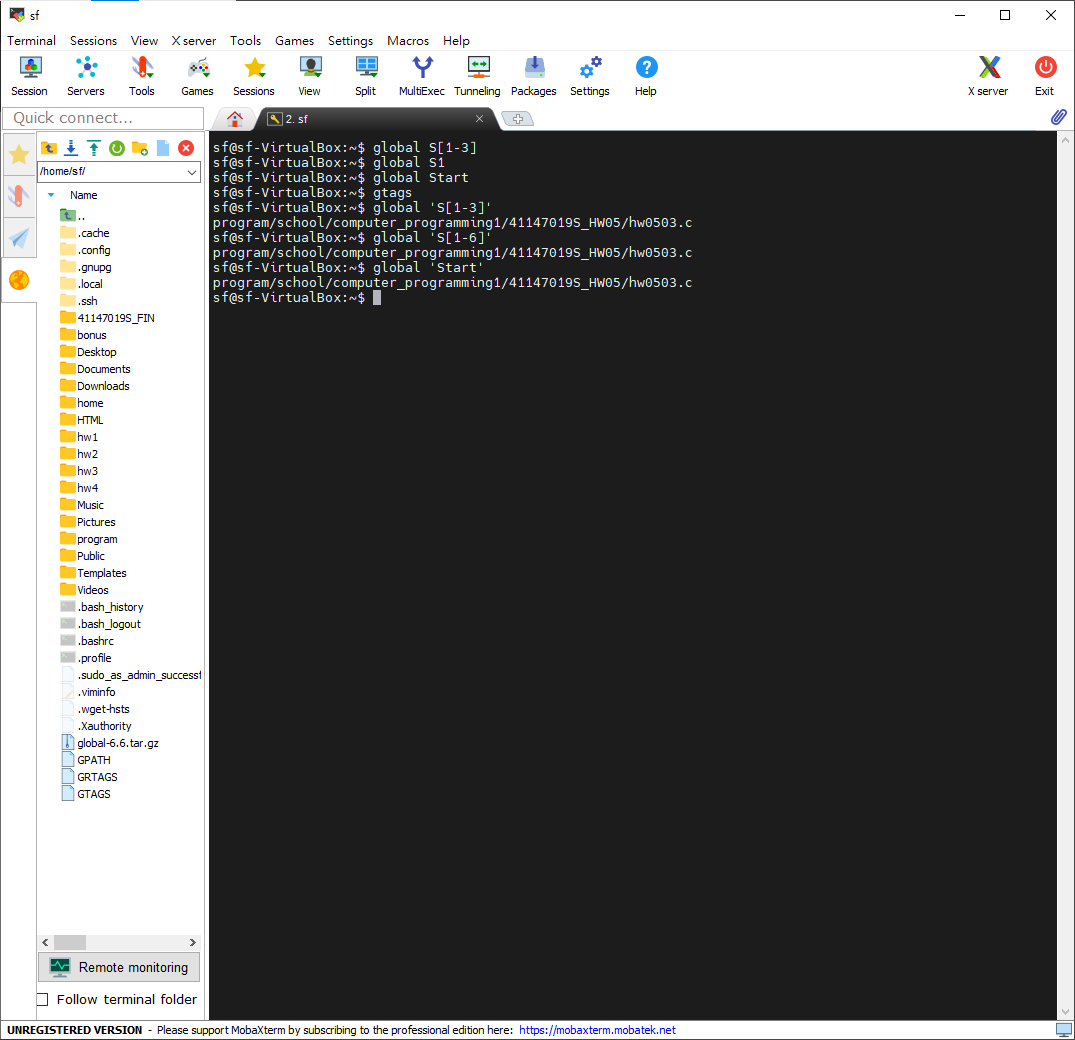 sf
Terminal Sessions View X server Tools Games Settings Macros Help
Session Servers Tools Games Sessions View Split MultiExec Tunneling Packages Settings Help X server Exit
Quick connect...
2. sf
/home/sf/
Name
..
.cache
.config
.gnupg
.local
.ssh
41147019S_FIN
bonus
Desktop
Documents
Downloads
home
HTML
hw1
hw2
hw3
hw4
Music
Pictures
program
Public
Templates
Videos
.bash_history
.bash_logout
.bashrc
.profile
.sudo_as_admin_successf
.viminfo
.wget-hsts
.Xauthority
global-6.6.tar.gz
GPATH
GRTAGS
GTAGS
Remote monitoring
Follow terminal folder
sf@sf-VirtualBox:~$ global S[1-3]
sf@sf-VirtualBox:~$ global S1
sf@sf-VirtualBox:~$ global Start
sf@sf-VirtualBox:~$ gtags
sf@sf-VirtualBox:~$ global 'S[1-3]'
program/school/computer_programming1/41147019S_HW05/hw0503.c
sf@sf-VirtualBox:~$ global 'S[1-6]'
program/school/computer_programming1/41147019S_HW05/hw0503.c
sf@sf-VirtualBox:~$ global 'Start'
program/school/computer_programming1/41147019S_HW05/hw0503.c
sf@sf-VirtualBox:~$
UNREGISTERED VERSION - Please support MobaXterm by subscribing to the professional edition here: https://mobaxterm.mobatek.net